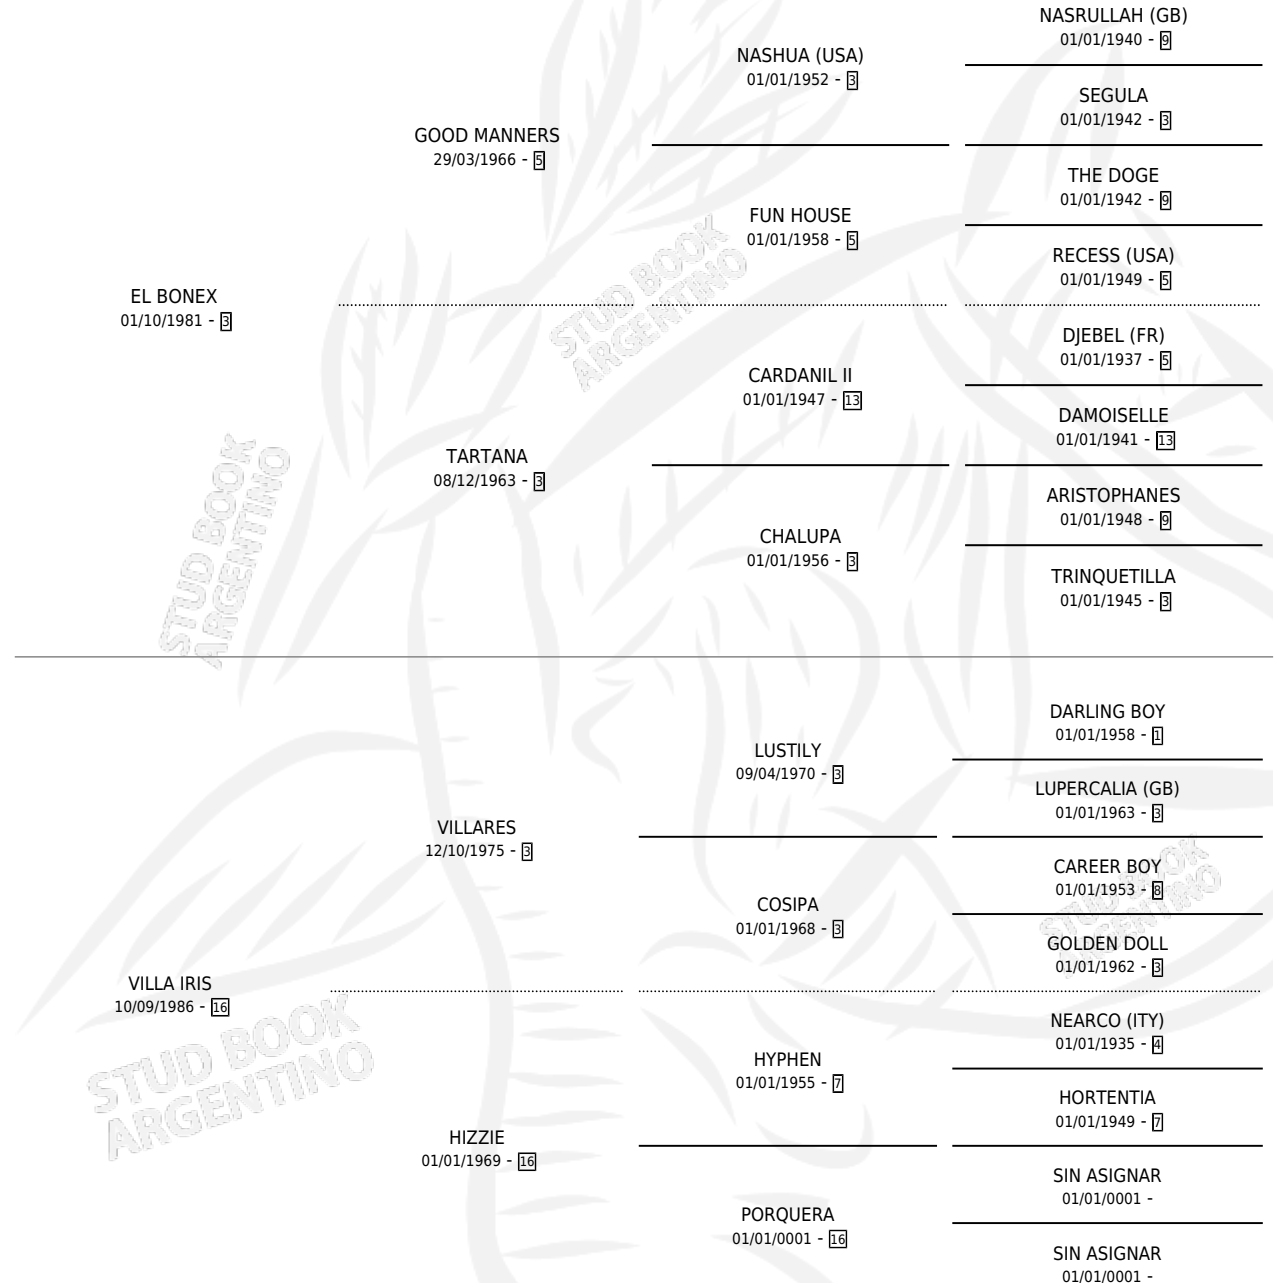 NASRULLAH (GB)
01/01/1940 - 9
NASHUA (USA)
01/01/1952 - 3
SEGULA
01/01/1942 - 3
GOOD MANNERS
29/03/1966 - 5
THE DOGE
01/01/1942 - 9
FUN HOUSE
01/01/1958 - 5
RECESS (USA)
01/01/1949 - 5
EL BONEX
01/10/1981 - 3
DJEBEL (FR)
01/01/1937 - 5
CARDANIL II
01/01/1947 - 13
DAMOISELLE
01/01/1941 - 13
TARTANA
08/12/1963 - 3
ARISTOPHANES
01/01/1948 - 9
CHALUPA
01/01/1956 - 3
TRINQUETILLA
01/01/1945 - 3
STUD BOOK
ARGENTINO
STUD BOOK
ARGENTINO
DARLING BOY
01/01/1958 - 1
LUSTILY
09/04/1970 - 3
LUPERCALIA (GB)
01/01/1963 - 3
VILLARES
12/10/1975 - 3
CAREER BOY
01/01/1953 - 8
COSIPA
01/01/1968 - 3
GOLDEN DOLL
01/01/1962 - 3
VILLA IRIS
10/09/1986 - 16
NEARCO (ITY)
01/01/1935 - 4
HYPHEN
01/01/1955 - 7
HORTENTIA
01/01/1949 - 7
HIZZIE
01/01/1969 - 16
SIN ASIGNAR
01/01/0001 -
PORQUERA
01/01/0001 - 16
SIN ASIGNAR
01/01/0001 -
STUD BOOK
ARGENTINO
STUD BOOK
ARGENTINO